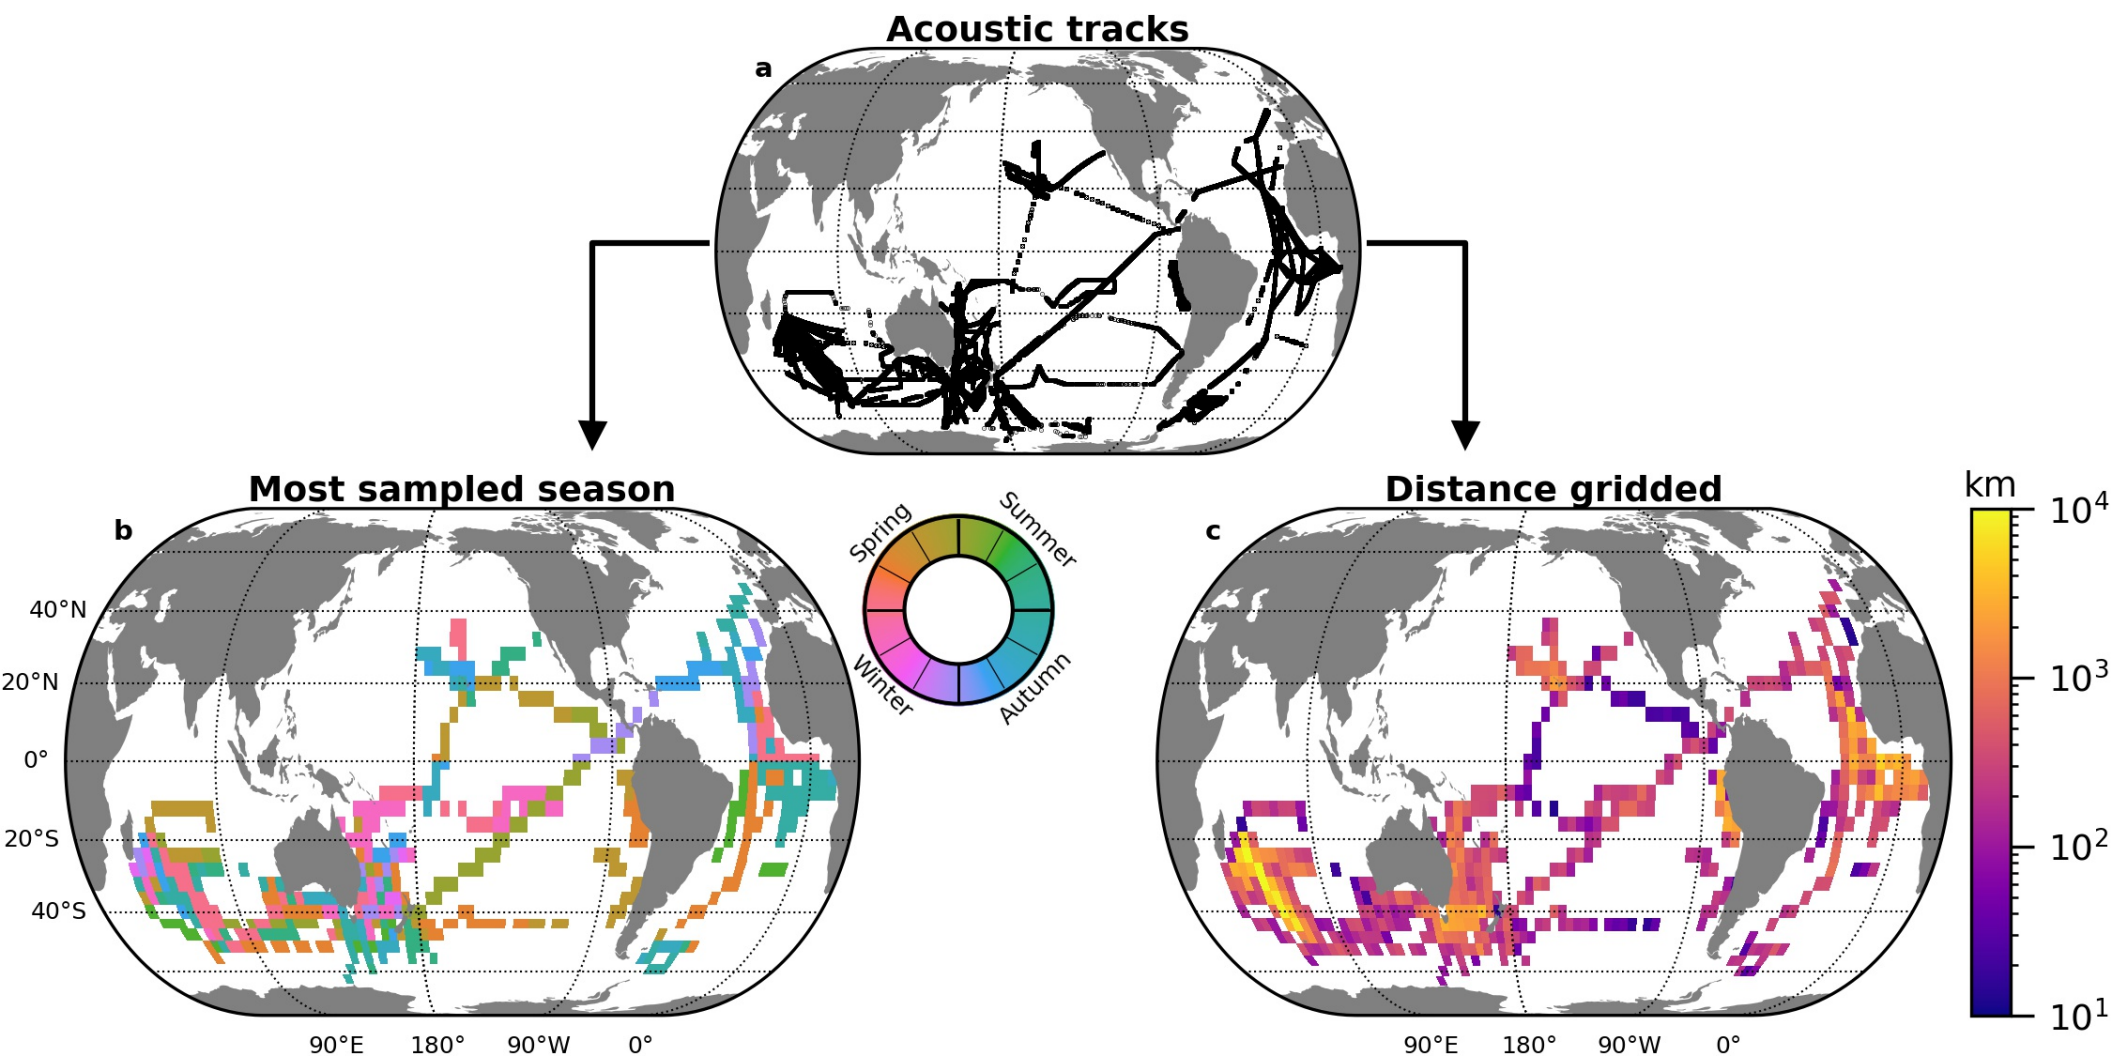 Acoustic tracks
a
Most sampled season
b
40°N
20°N
0°
20°S
40°S
90°E 180° 90°W 0°
Spring
Summer
Winter
Autumn
Distance gridded
c
90°E 180° 90°W 0°
km
10⁴
10³
10²
10¹